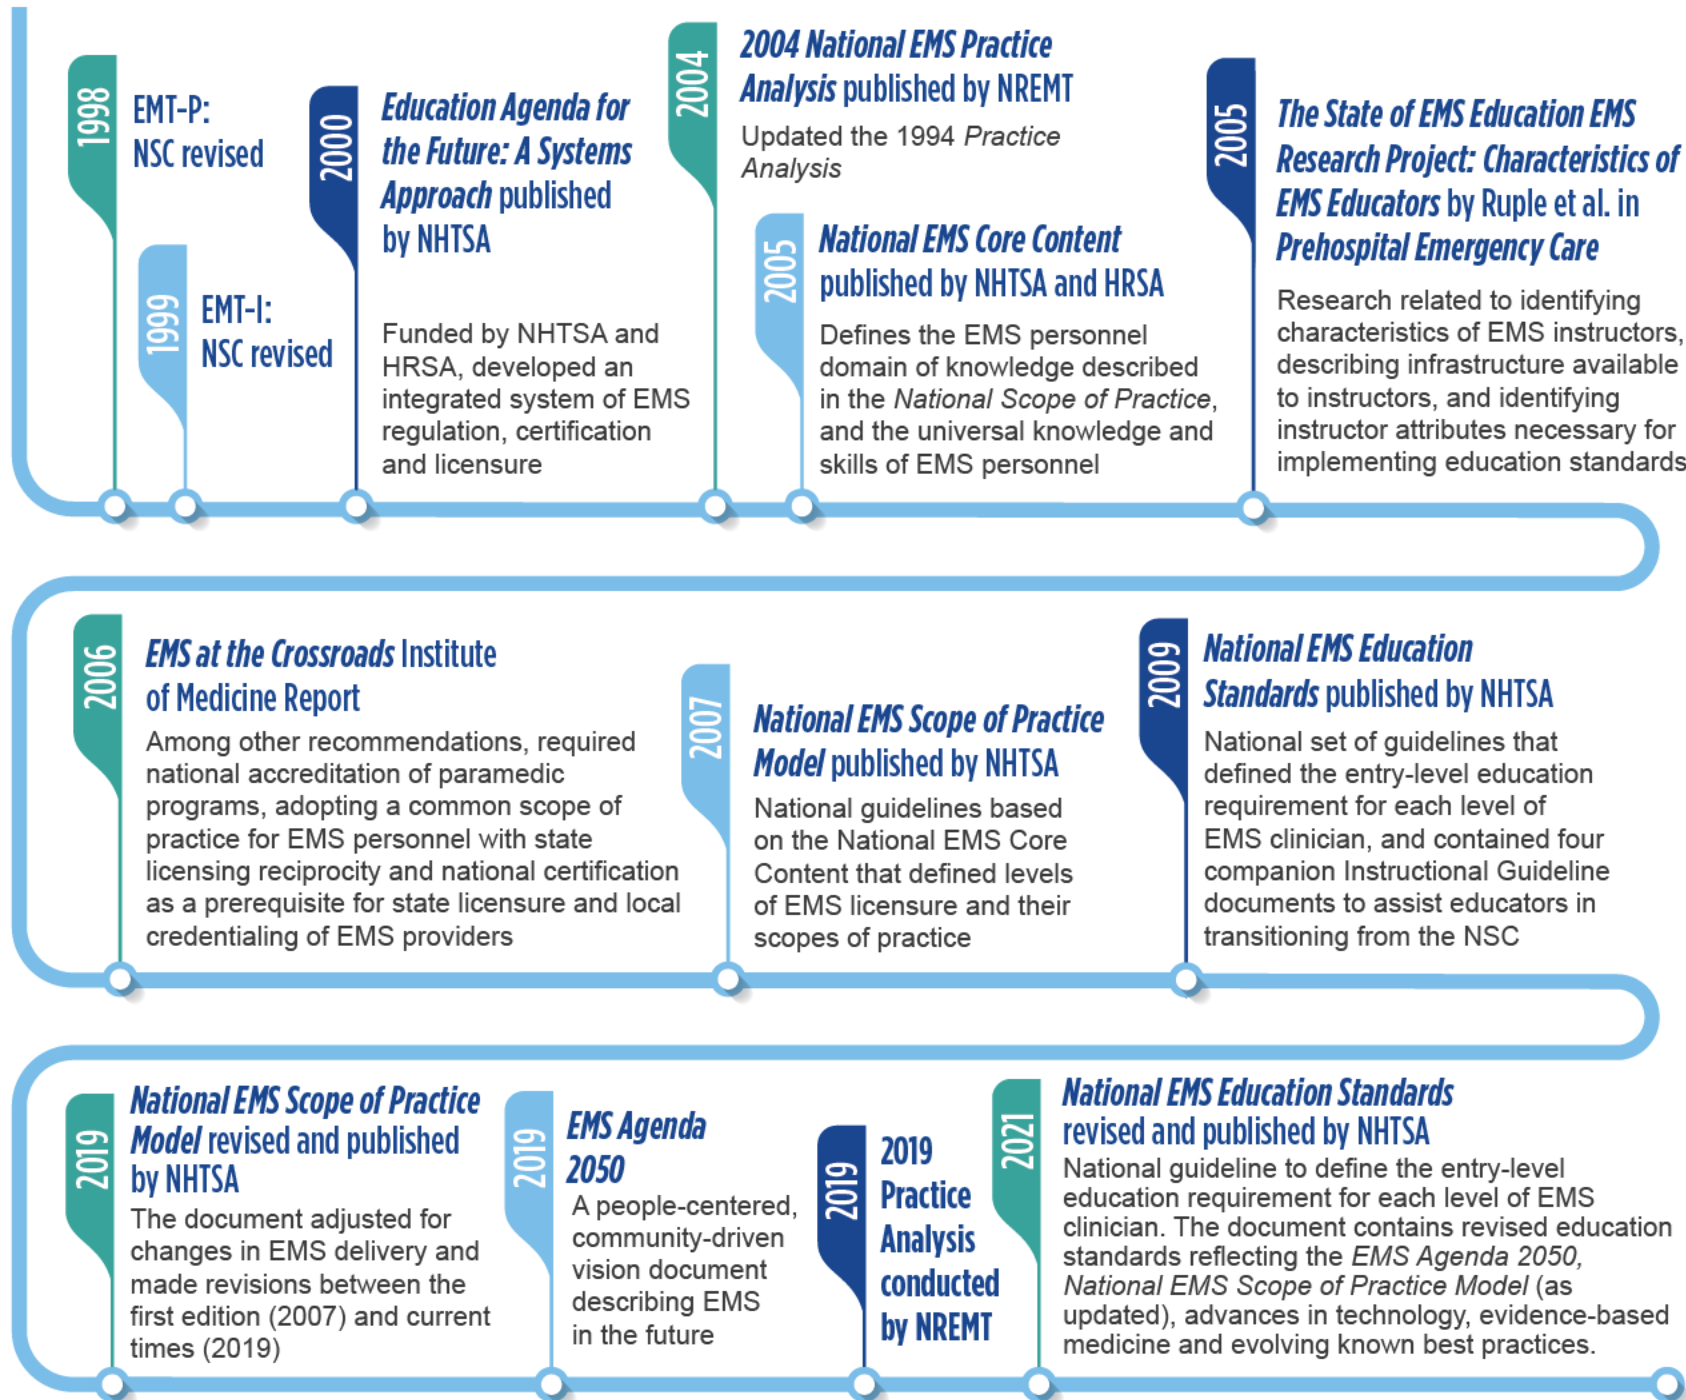 1998
EMT-P:
NSC revised
1999
EMT-I:
NSC revised
2000
Education Agenda for
the Future: A Systems
Approach published
by NHTSA
Funded by NHTSA and
HRSA, developed an
integrated system of EMS
regulation, certification
and licensure
2004
2004 National EMS Practice
Analysis published by NREMT
Updated the 1994 Practice
Analysis
2005
National EMS Core Content
published by NHTSA and HRSA
Defines the EMS personnel
domain of knowledge described
in the National Scope of Practice,
and the universal knowledge and
skills of EMS personnel
2005
The State of EMS Education EMS
Research Project: Characteristics of
EMS Educators by Ruple et al. in
Prehospital Emergency Care
Research related to identifying
characteristics of EMS instructors,
describing infrastructure available
to instructors, and identifying
instructor attributes necessary for
implementing education standards
2006
EMS at the Crossroads Institute
of Medicine Report
Among other recommendations, required
national accreditation of paramedic
programs, adopting a common scope of
practice for EMS personnel with state
licensing reciprocity and national certification
as a prerequisite for state licensure and local
credentialing of EMS providers
2007
National EMS Scope of Practice
Model published by NHTSA
National guidelines based
on the National EMS Core
Content that defined levels
of EMS licensure and their
scopes of practice
2009
National EMS Education
Standards published by NHTSA
National set of guidelines that
defined the entry-level education
requirement for each level of
EMS clinician, and contained four
companion Instructional Guideline
documents to assist educators in
transitioning from the NSC
2019
National EMS Scope of Practice
Model revised and published
by NHTSA
The document adjusted for
changes in EMS delivery and
made revisions between the
first edition (2007) and current
times (2019)
2019
EMS Agenda
2050
A people-centered,
community-driven
vision document
describing EMS
in the future
2019
2019
Practice
Analysis
conducted
by NREMT
2021
National EMS Education Standards
revised and published by NHTSA
National guideline to define the entry-level
education requirement for each level of EMS
clinician. The document contains revised education
standards reflecting the EMS Agenda 2050,
National EMS Scope of Practice Model (as
updated), advances in technology, evidence-based
medicine and evolving known best practices.